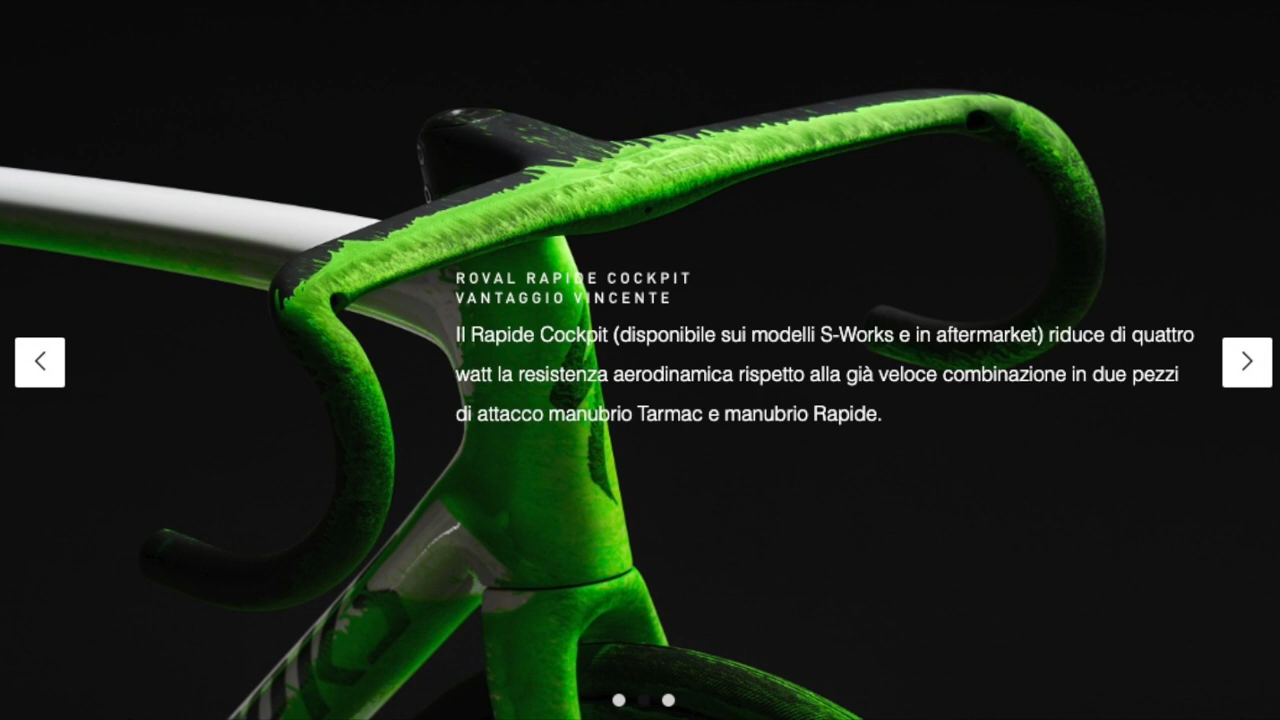 ROVAL RAPIDE COCKPIT
VANTAGGIO VINCENTE
Il Rapide Cockpit (disponibile sui modelli S-Works e in aftermarket) riduce di quattro
watt la resistenza aerodinamica rispetto alla già veloce combinazione in due pezzi
di attacco manubrio Tarmac e manubrio Rapide.